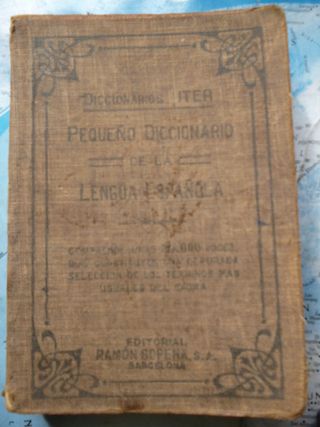 DICCIONARIOS ITER
PEQUEÑO DICCIONARIO
DE LA
LENGUA ESPAÑOLA
SELECCIÓN DE LOS TÉRMINOS MÁS
USUALES DEL IDIOMA
EDITORIAL
RAMÓN SOPENA, S. A.
BARCELONA